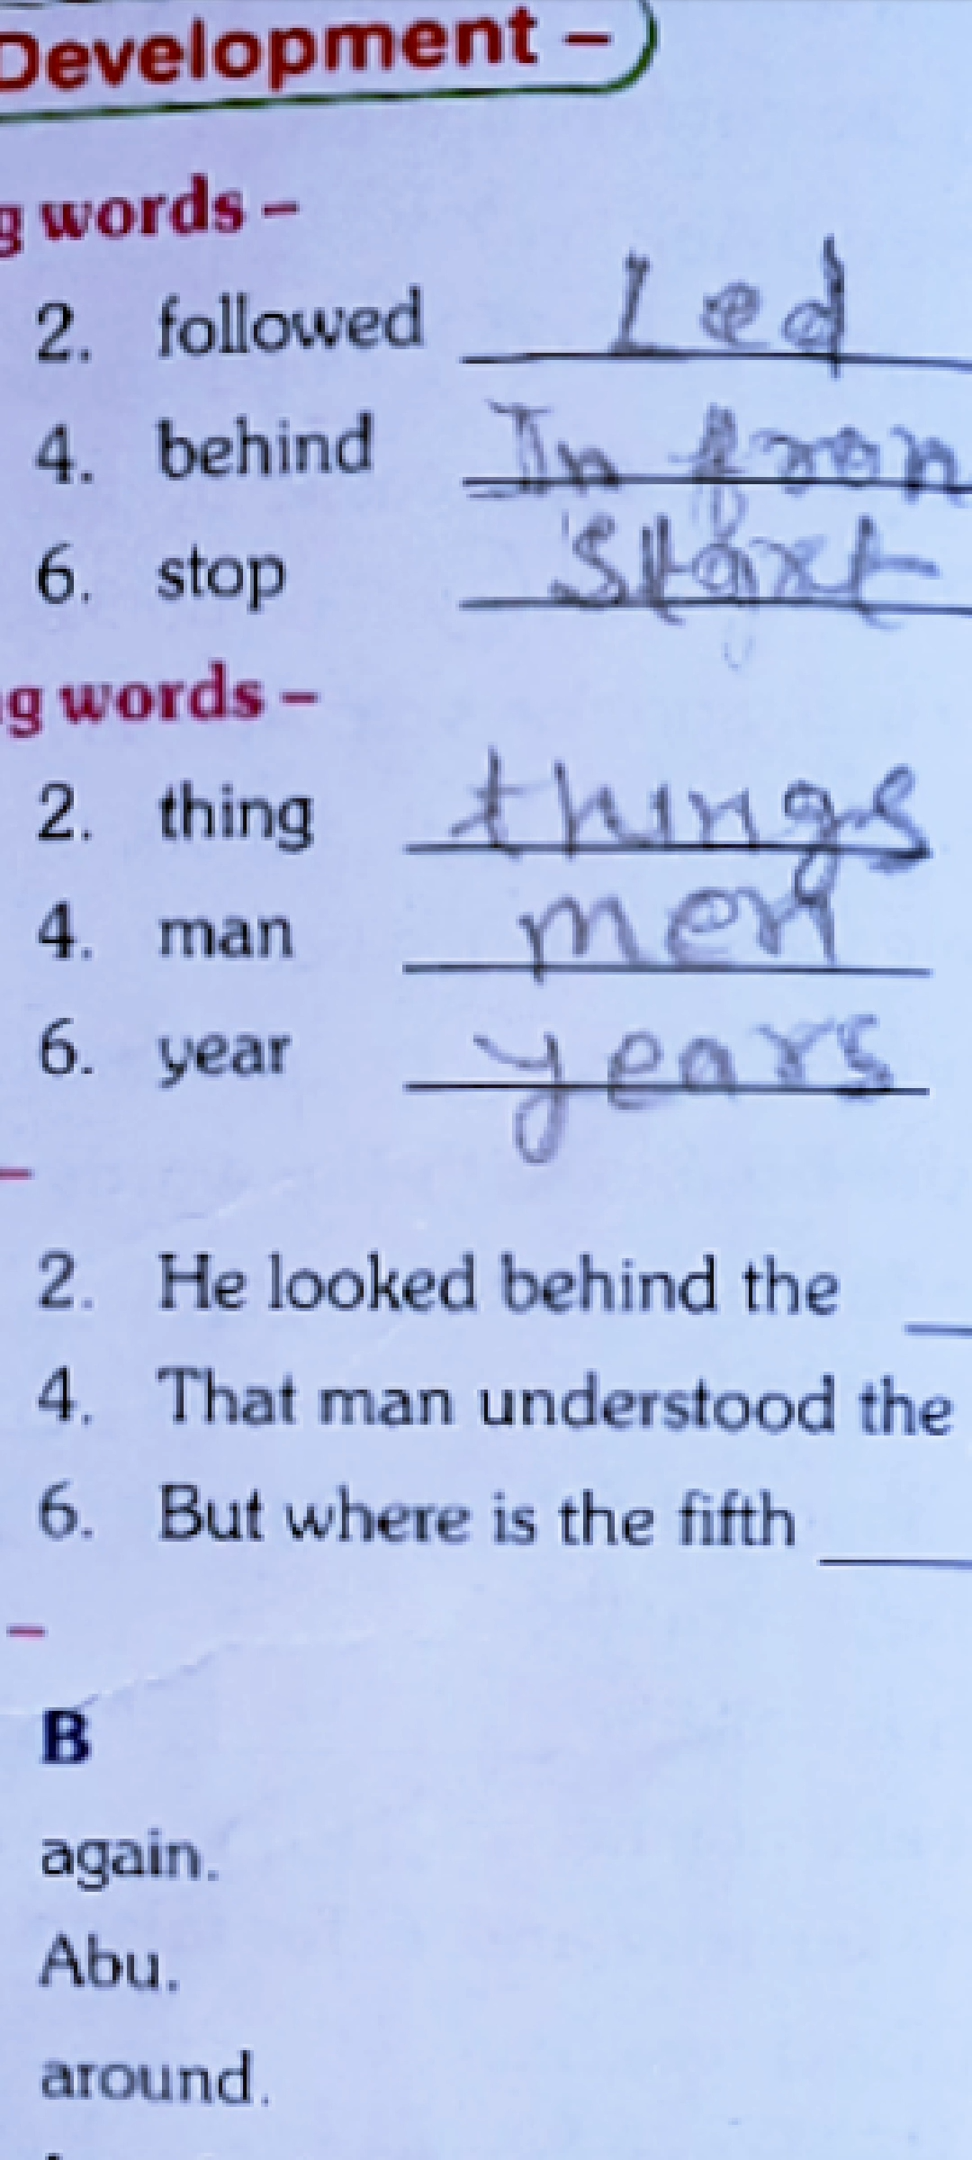 Development –
g words –
2. followed Led
4. behind In fron
6. stop Start
g words –
2. thing things
4. man men
6. year years
–
2. He looked behind the
4. That man understood the
6. But where is the fifth
–
B
again.
Abu.
around.